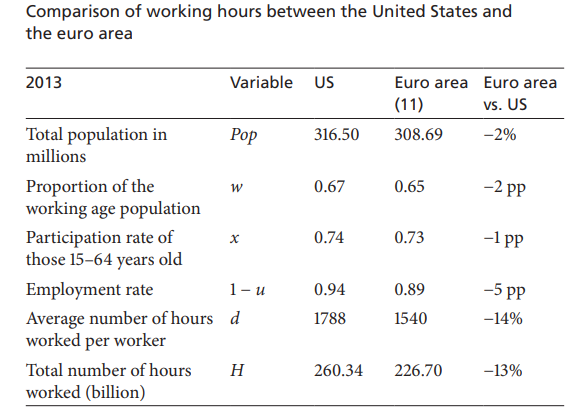 Comparison of working hours between the United States and
the euro area
2013 Variable US Euro area Euro area
(11) vs. US
Total population in Pop 316.50 308.69 −2%
millions
Proportion of the w 0.67 0.65 −2 pp
working age population
Participation rate of x 0.74 0.73 −1 pp
those 15–64 years old
Employment rate 1 − u 0.94 0.89 −5 pp
Average number of hours d 1788 1540 −14%
worked per worker
Total number of hours H 260.34 226.70 −13%
worked (billion)